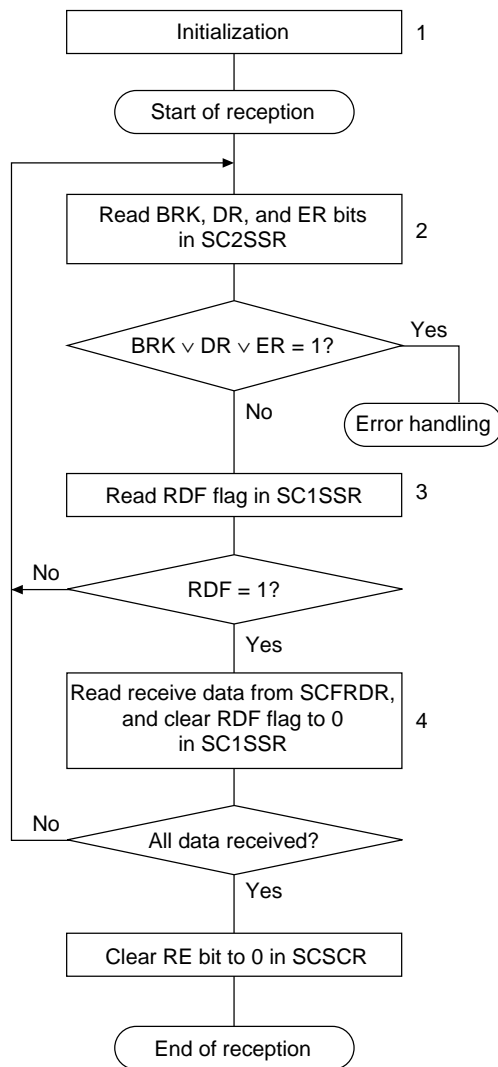 Initialization
1
Start of reception
Read BRK, DR, and ER bits
in SC2SSR
2
BRK ∨ DR ∨ ER = 1?
Yes
Error handling
No
Read RDF flag in SC1SSR
3
No
RDF = 1?
Yes
Read receive data from SCFRDR,
and clear RDF flag to 0
in SC1SSR
4
No
All data received?
Yes
Clear RE bit to 0 in SCSCR
End of reception